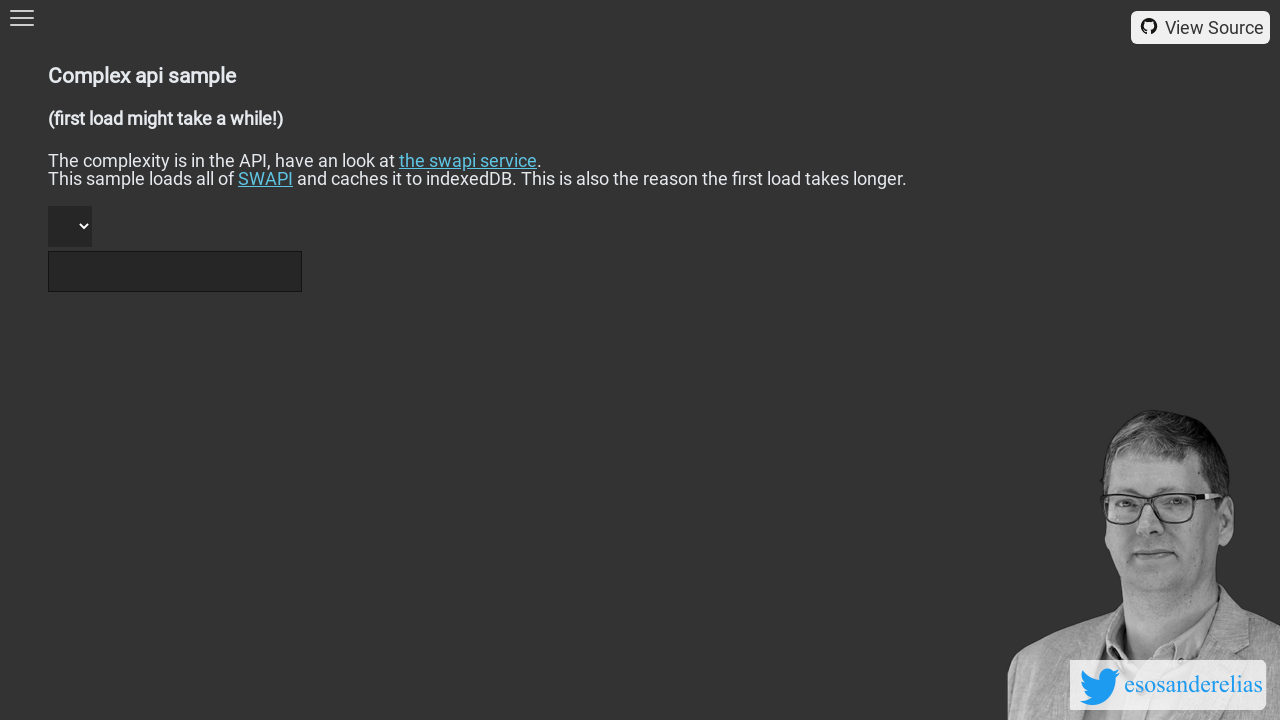 View Source
Complex api sample
(first load might take a while!)
The complexity is in the API, have an look at the swapi service.
This sample loads all of SWAPI and caches it to indexedDB. This is also the reason the first load takes longer.
esosanderelias